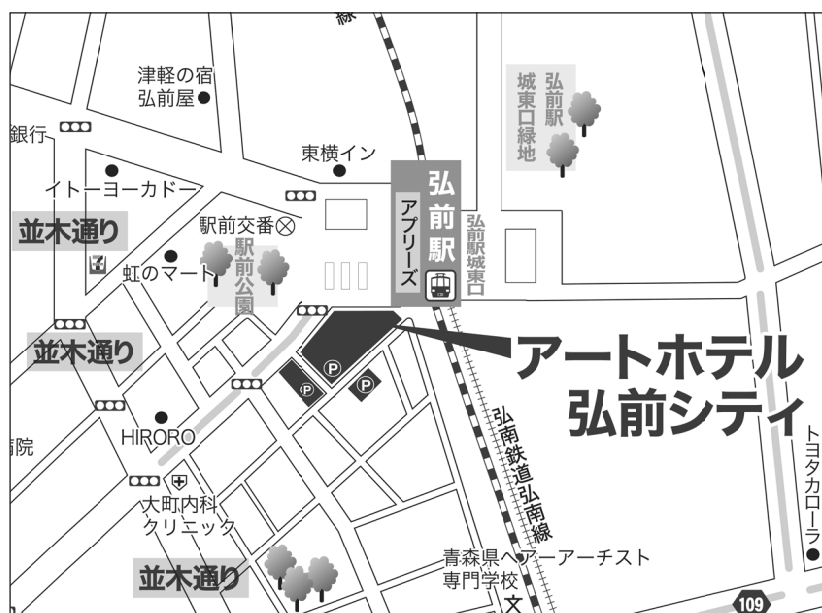 線
津軽の宿
弘前屋
銀行
東横イン
イトーヨーカドー
並木通り
駅前交番
駅前公園
虹のマート
弘前駅
アプリーズ
弘前駅城東口
弘前駅
城東口緑地
並木通り
P
P
P
アートホテル
弘前シティ
HIRORO
病院
大町内科
クリニック
弘南鉄道弘南線
トヨタカローラ
並木通り
青森県ヘアーアーチスト
専門学校
文
109